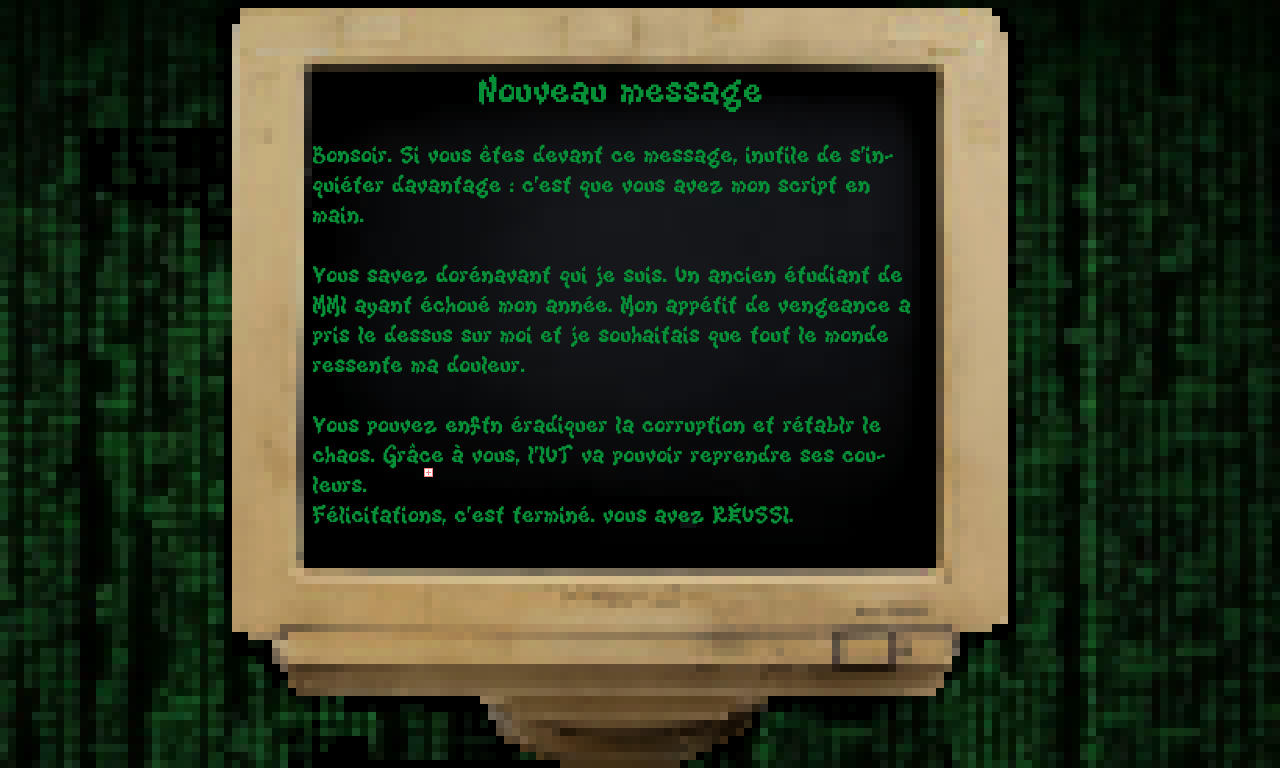 Nouveau message
Bonsoir. Si vous êtes devant ce message, inutile de s'in-
quiéter davantage : c'est que vous avez mon script en
main.
Vous savez dorénavant qui je suis. Un ancien étudiant de
MMI ayant échoué mon année. Mon appétit de vengeance a
pris le dessus sur moi et je souhaitais que tout le monde
ressente ma douleur.
Vous pouvez enfin éradiquer la corruption et rétablir le
chaos. Grâce à vous, l'IUT va pouvoir reprendre ses cou-
leurs.
Félicitations, c'est terminé. vous avez RÉUSSI.